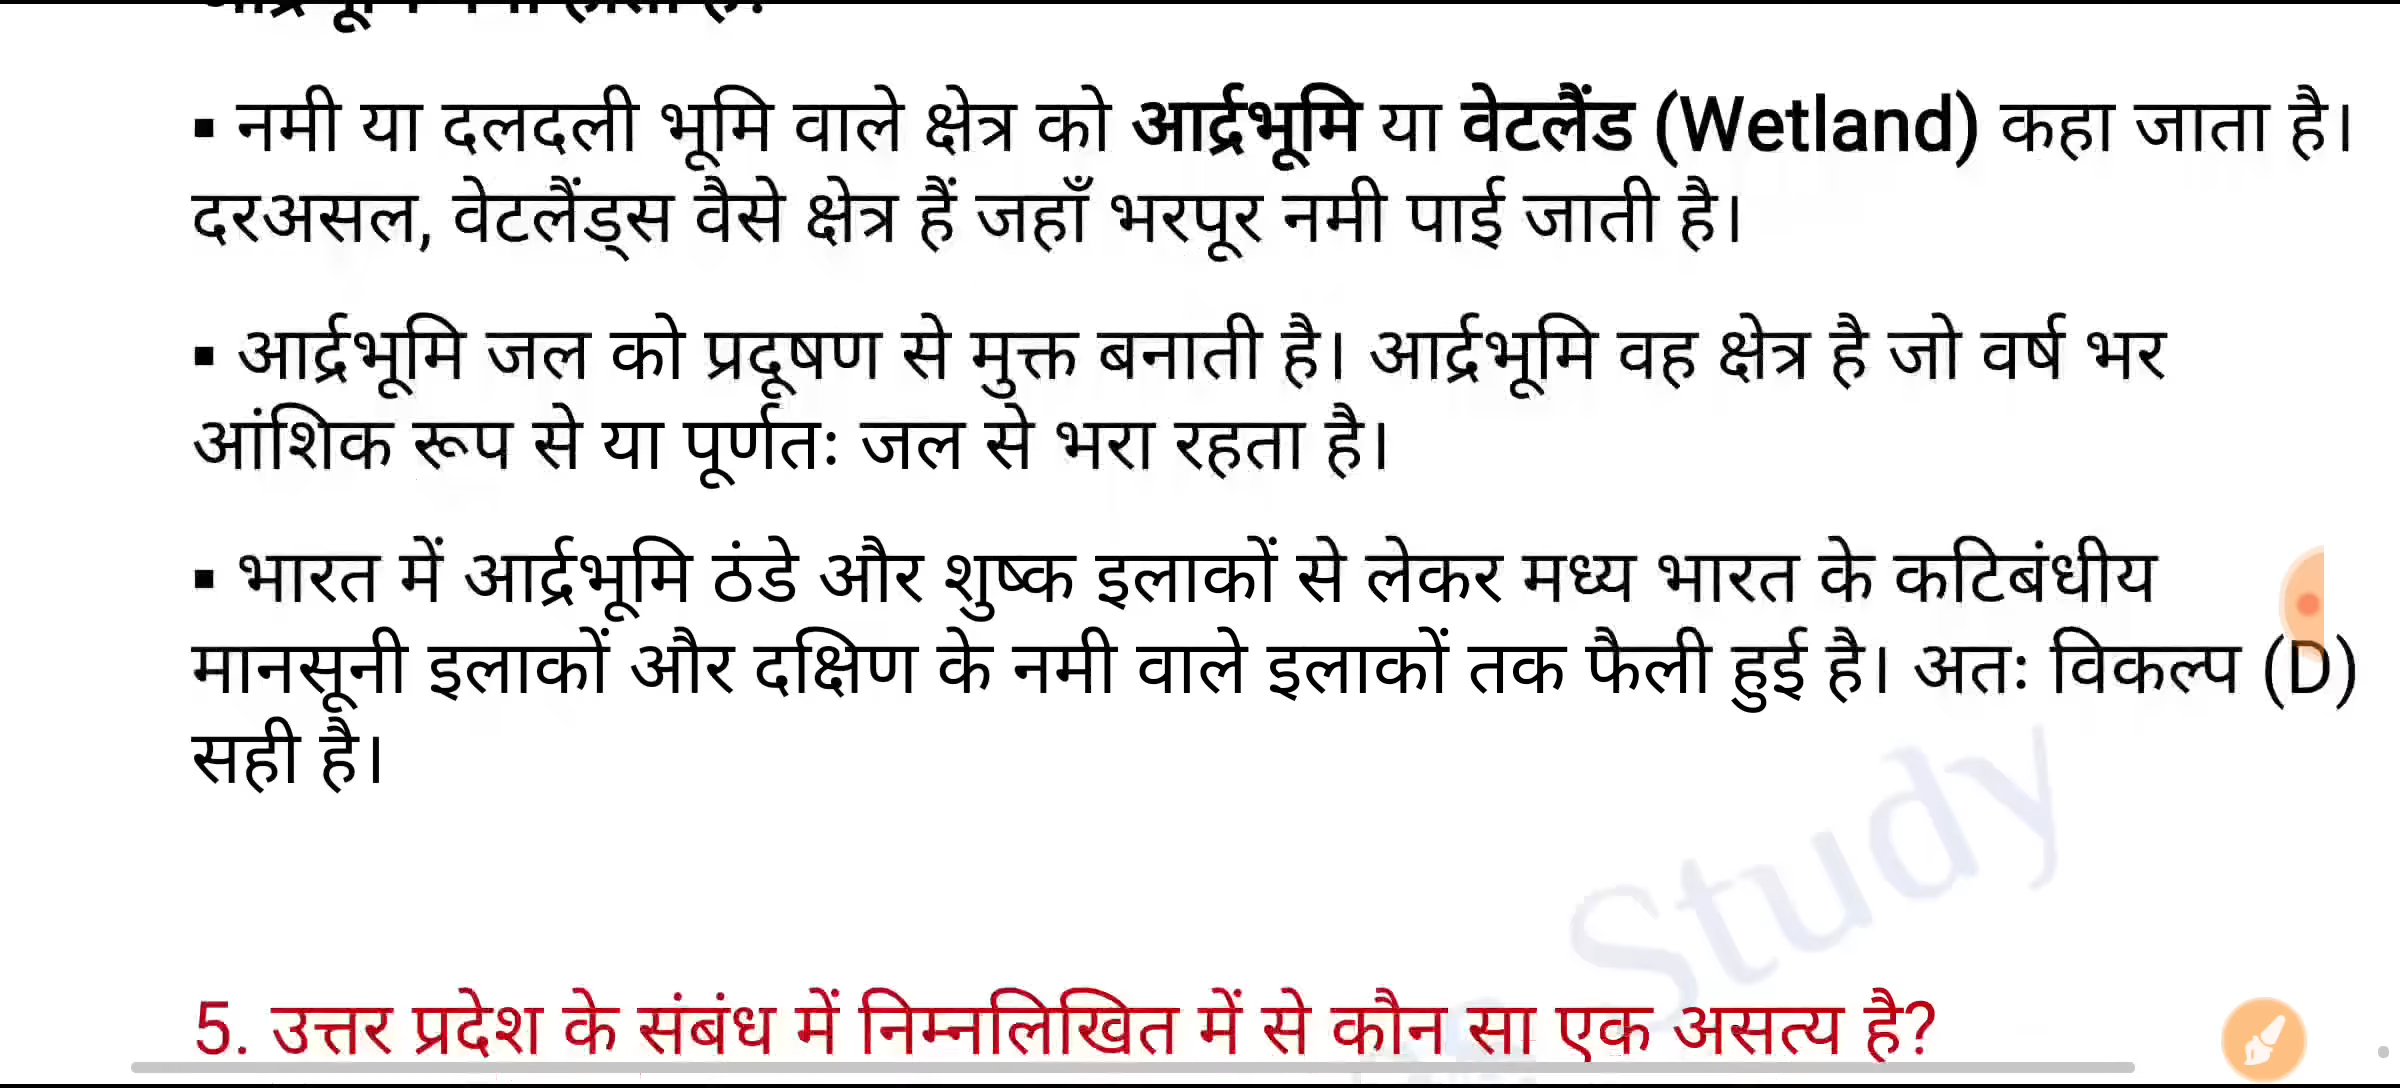 ▪ नमी या दलदली भूमि वाले क्षेत्र को आर्द्रभूमि या वेटलैंड (Wetland) कहा जाता है।
दरअसल, वेटलैंड्स वैसे क्षेत्र हैं जहाँ भरपूर नमी पाई जाती है।
▪ आर्द्रभूमि जल को प्रदूषण से मुक्त बनाती है। आर्द्रभूमि वह क्षेत्र है जो वर्ष भर
आंशिक रूप से या पूर्णतः जल से भरा रहता है।
▪ भारत में आर्द्रभूमि ठंडे और शुष्क इलाकों से लेकर मध्य भारत के कटिबंधीय
मानसूनी इलाकों और दक्षिण के नमी वाले इलाकों तक फैली हुई है। अतः विकल्प (D)
सही है।
Study
5. उत्तर प्रदेश के संबंध में निम्नलिखित में से कौन सा एक असत्य है?